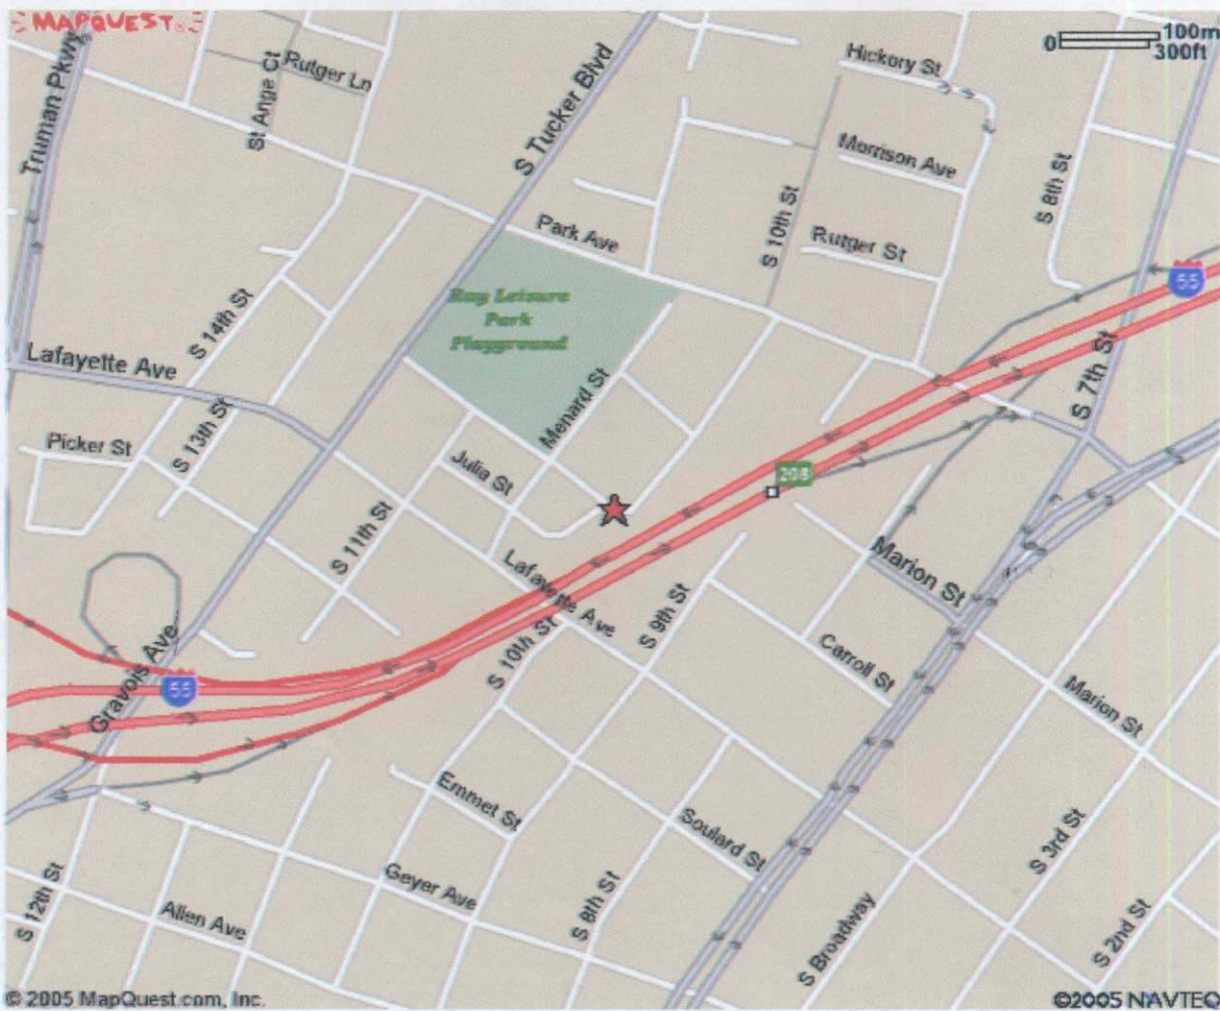 MAPQUEST
0 100m
300ft
Truman Pkwy
St Ange Ct
Rutger Ln
S Tucker Blvd
Hickory St
Morrison Ave
S 8th St
S 10th St
Park Ave
Rutger St
55
Ray Leisure
Park
Playground
S 14th St
Lafayette Ave
S 7th St
Menard St
S 13th St
Picker St
Julia St
208
S 11th St
Marion St
Lafayette Ave
S 9th St
Gravois Ave
55
S 10th St
Carroll St
Marion St
Emmet St
Soulard St
S 3rd St
S 12th St
Geyer Ave
Allen Ave
S 8th St
S Broadway
S 2nd St
© 2005 MapQuest.com, Inc.
©2005 NAVTEQ